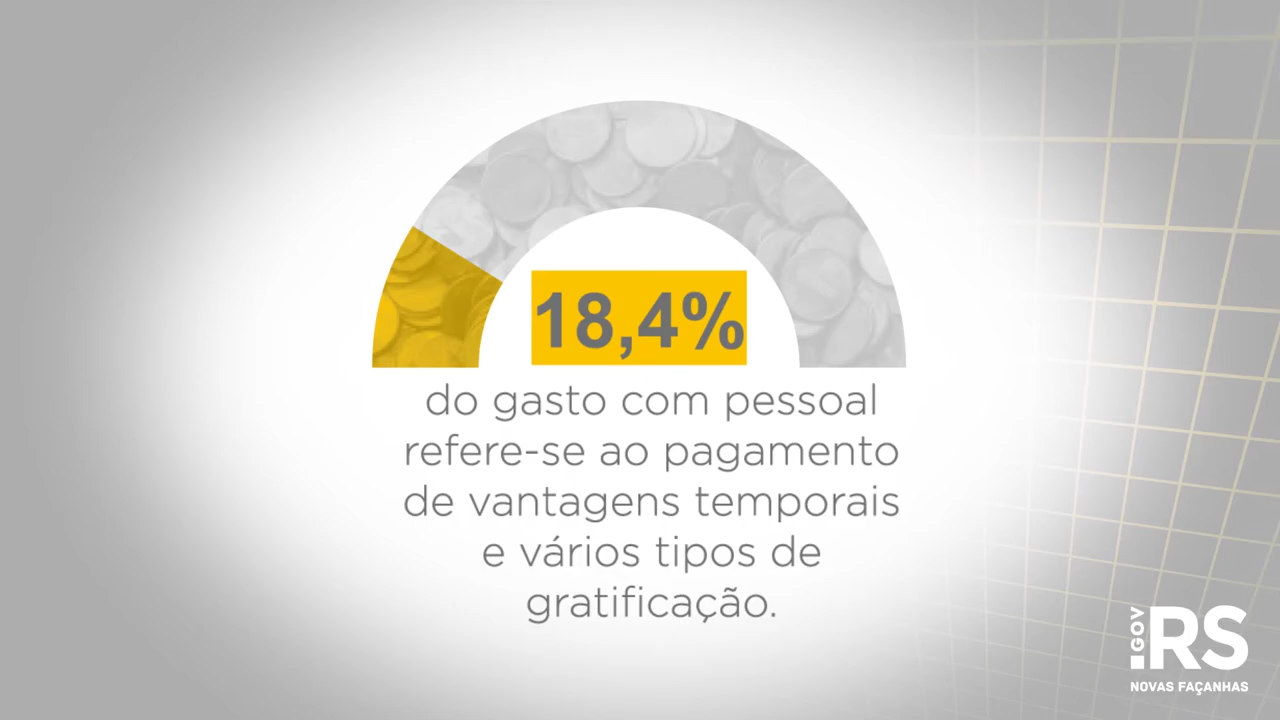 18,4%
do gasto com pessoal
refere-se ao pagamento
de vantagens temporais
e vários tipos de
gratificação.
.GOV
RS
NOVAS FAÇANHAS